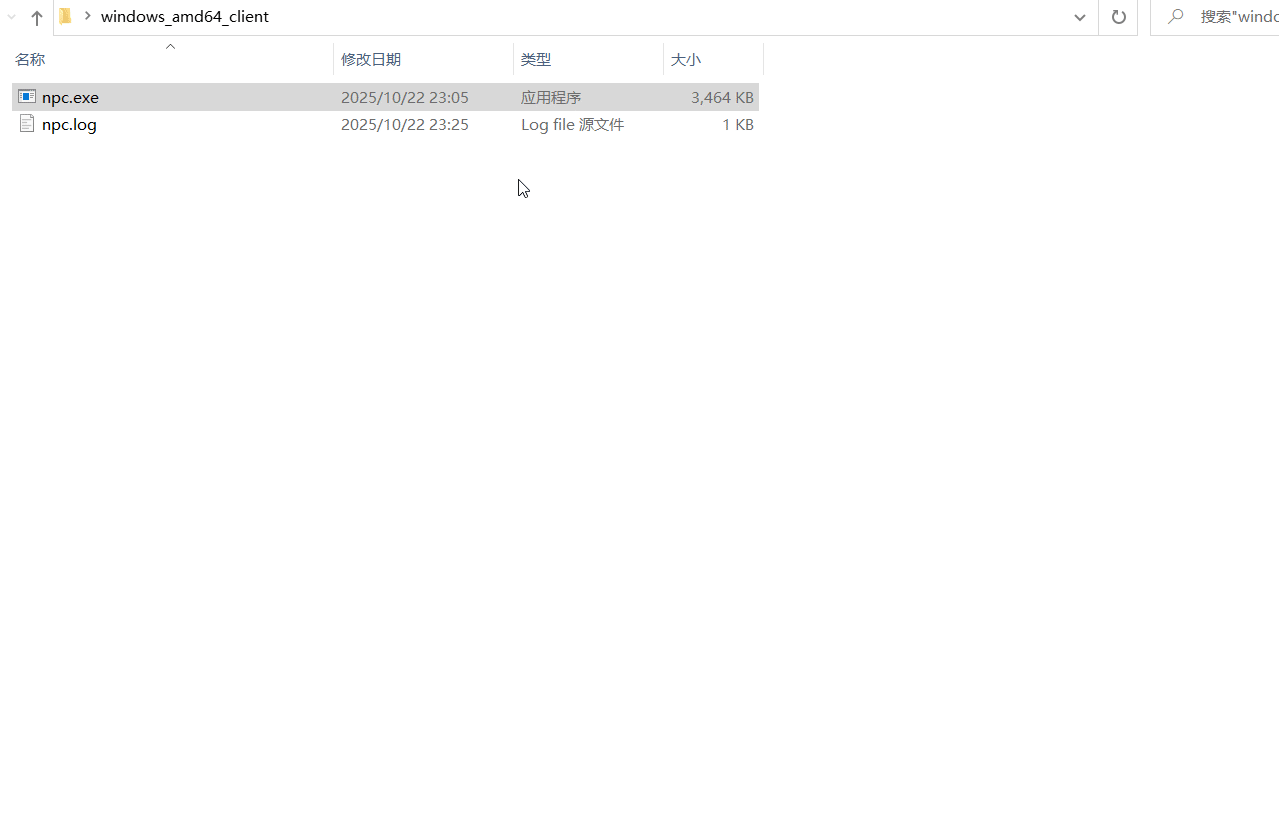 windows_amd64_client
搜索"windo
名称 修改日期 类型 大小
npc.exe 2025/10/22 23:05 应用程序 3,464 KB
npc.log 2025/10/22 23:25 Log file 源文件 1 KB